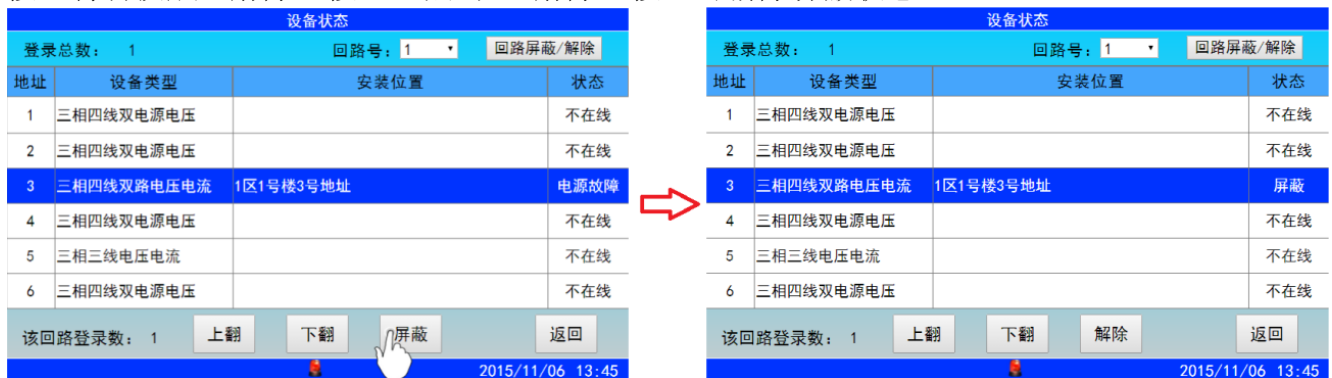 设备状态
登录总数： 1 回路号：1 回路屏蔽/解除
地址 设备类型 安装位置 状态
1 三相四线双电源电压 不在线
2 三相四线双电源电压 不在线
3 三相四线双路电压电流 1区1号楼3号地址 电源故障
4 三相四线双电源电压 不在线
5 三相三线电压电流 不在线
6 三相四线双电源电压 不在线
该回路登录数： 1 上翻 下翻 屏蔽 返回
2015/11/06 13:45
设备状态
登录总数： 1 回路号：1 回路屏蔽/解除
地址 设备类型 安装位置 状态
1 三相四线双电源电压 不在线
2 三相四线双电源电压 不在线
3 三相四线双路电压电流 1区1号楼3号地址 屏蔽
4 三相四线双电源电压 不在线
5 三相三线电压电流 不在线
6 三相四线双电源电压 不在线
该回路登录数： 1 上翻 下翻 解除 返回
2015/11/06 13:45